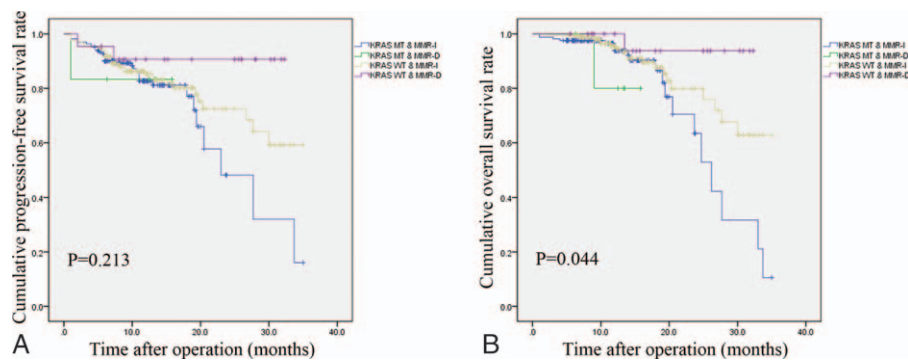 Cumulative progression-free survival rate
1.0
0.8
0.6
0.4
0.2
0.0
.0
10.0
20.0
30.0
40.0
P=0.213
KRAS MT & MMR-I
KRAS MT & MMR-D
KRAS WT & MMR-I
KRAS WT & MMR-D
A
Time after operation (months)
Cumulative overall survival rate
1.0
0.8
0.6
0.4
0.2
0.0
.0
10.0
20.0
30.0
40.0
P=0.044
KRAS MT & MMR-I
KRAS MT & MMR-D
KRAS WT & MMR-I
KRAS WT & MMR-D
B
Time after operation (months)